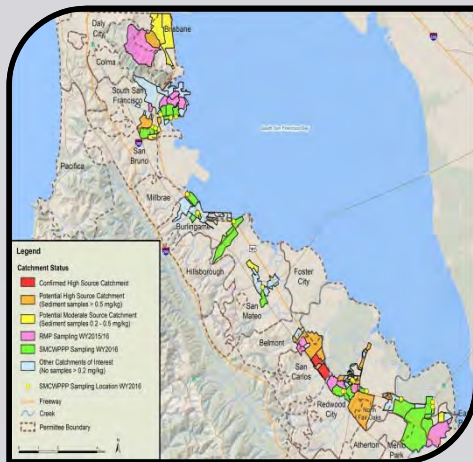 Daly
City
Brisbane
Colma
South San
Francisco
San
Bruno
Pacifica
Millbrae
Burlingame
Hillsborough
Foster
City
San
Mateo
Belmont
San
Carlos
Redwood
City
North
Fair Oaks
Atherton
Menlo
Park
Legend
Catchment Status
Confirmed High Source Catchment
Potential High Source Catchment
(Sediment samples > 0.5 mg/kg)
Potential Moderate Source Catchment
(Sediment samples 0.2 - 0.5 mg/kg)
RMP Sampling WY2015/16
SMCWPPP Sampling WY2016
Other Catchments of Interest
(No samples > 0.2 mg/kg)
SMCWPPP Sampling Location WY2016
Freeway
Creek
Permittee Boundary